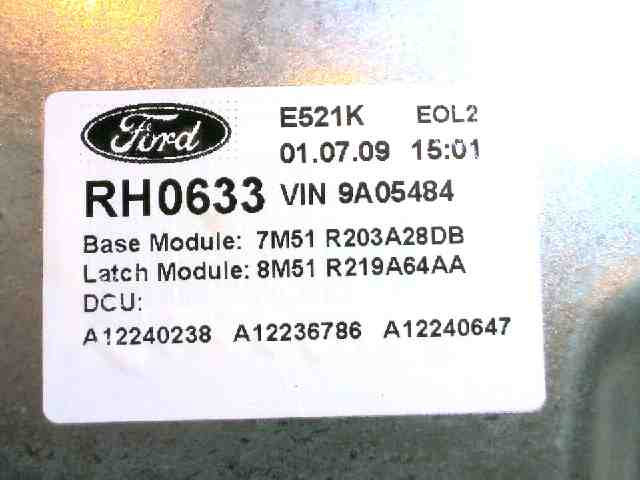 Ford E521K EOL2
01.07.09 15:01
RH0633 VIN 9A05484
Base Module: 7M51 R203A28DB
Latch Module: 8M51 R219A64AA
DCU:
A12240238 A12236786 A12240647